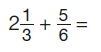 2 1/3 + 5/6 =